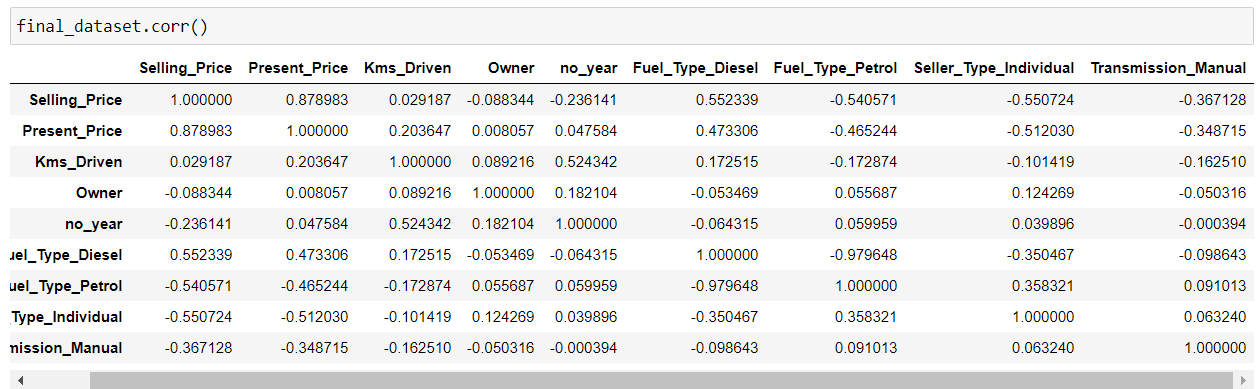 final_dataset.corr()
Selling_Price Present_Price Kms_Driven Owner no_year Fuel_Type_Diesel Fuel_Type_Petrol Seller_Type_Individual Transmission_Manual
Selling_Price 1.000000 0.878983 0.029187 -0.088344 -0.236141 0.552339 -0.540571 -0.550724 -0.367128
Present_Price 0.878983 1.000000 0.203647 0.008057 0.047584 0.473306 -0.465244 -0.512030 -0.348715
Kms_Driven 0.029187 0.203647 1.000000 0.089216 0.524342 0.172515 -0.172874 -0.101419 -0.162510
Owner -0.088344 0.008057 0.089216 1.000000 0.182104 -0.053469 0.055687 0.124269 -0.050316
no_year -0.236141 0.047584 0.524342 0.182104 1.000000 -0.064315 0.059959 0.039896 -0.000394
uel_Type_Diesel 0.552339 0.473306 0.172515 -0.053469 -0.064315 1.000000 -0.979648 -0.350467 -0.098643
uel_Type_Petrol -0.540571 -0.465244 -0.172874 0.055687 0.059959 -0.979648 1.000000 0.358321 0.091013
_Type_Individual -0.550724 -0.512030 -0.101419 0.124269 0.039896 -0.350467 0.358321 1.000000 0.063240
mission_Manual -0.367128 -0.348715 -0.162510 -0.050316 -0.000394 -0.098643 0.091013 0.063240 1.000000